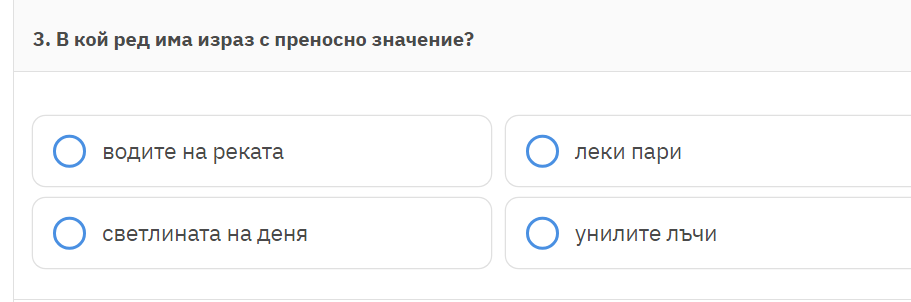 3. В кой ред има израз с преносно значение?
водите на реката
леки пари
светлината на деня
унилите лъчи